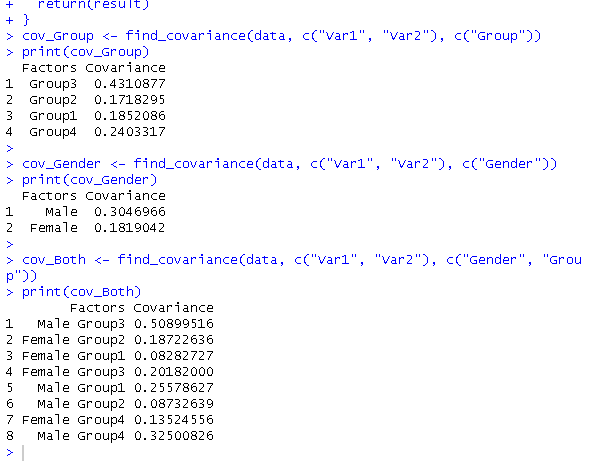 +   return(result)
+ }
> cov_Group <- find_covariance(data, c("Var1", "Var2"), c("Group"))
> print(cov_Group)
  Factors Covariance
1  Group3  0.4310877
2  Group2  0.1718295
3  Group1  0.1852086
4  Group4  0.2403317
>
> cov_Gender <- find_covariance(data, c("Var1", "Var2"), c("Gender"))
> print(cov_Gender)
  Factors Covariance
1    Male  0.3046966
2  Female  0.1819042
>
> cov_Both <- find_covariance(data, c("Var1", "Var2"), c("Gender", "Grou
p"))
> print(cov_Both)
        Factors Covariance
1   Male Group3 0.50899516
2 Female Group2 0.18722636
3 Female Group1 0.08282727
4 Female Group3 0.20182000
5   Male Group1 0.25578627
6   Male Group2 0.08732639
7 Female Group4 0.13524556
8   Male Group4 0.32500826
>